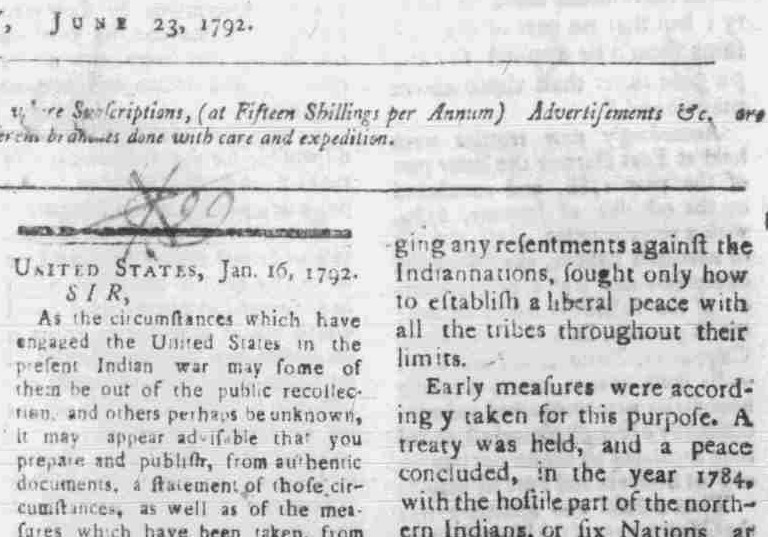 JUNE 23, 1792.
Subscriptions, (at Fifteen Shillings per Annum) Advertiſements &c, are
done with care and expedition.
UNITED STATES, Jan. 16, 1792.
SIR,
As the circumſtances which have
engaged the United States in the
preſent Indian war may ſome of
them be out of the public recollec-
tion, and others perhaps be unknown,
it may appear adviſable that you
prepare and publiſh, from authentic
documents, a ſtatement of thoſe cir-
cumſtances, as well as of the mea-
ſures which have been taken, from
ging any reſentments againſt the
Indian nations, ſought only how
to eſtabliſh a liberal peace with
all the tribes throughout their
limits.
Early meaſures were accord-
ing y taken for this purpoſe. A
treaty was held, and a peace
concluded, in the year 1784,
with the hoſtile part of the north-
ern Indians, or ſix Nations, at